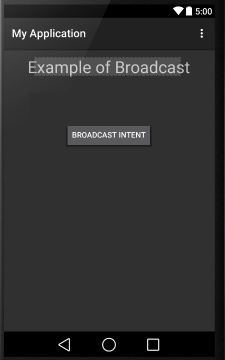 5:00
My Application
Example of Broadcast
BROADCAST INTENT